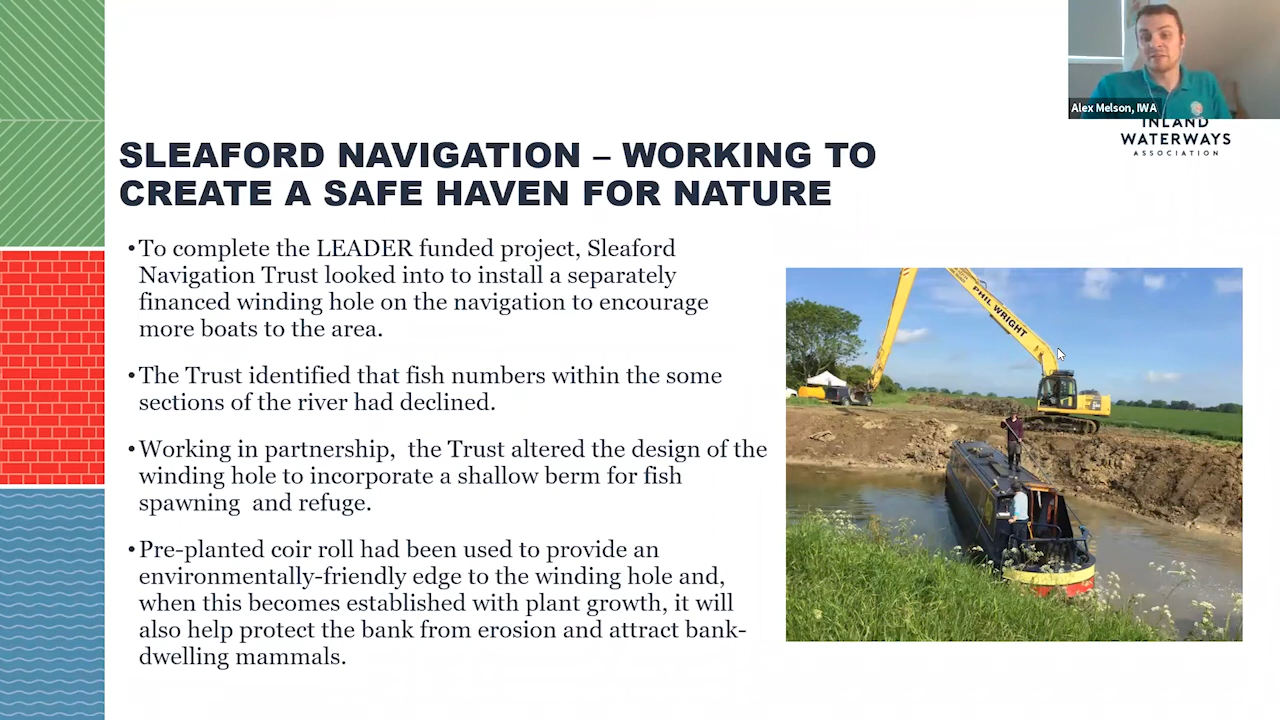 Alex Melson, IWA
INLAND
WATERWAYS
ASSOCIATION
SLEAFORD NAVIGATION – WORKING TO
CREATE A SAFE HAVEN FOR NATURE
•To complete the LEADER funded project, Sleaford
Navigation Trust looked into to install a separately
financed winding hole on the navigation to encourage
more boats to the area.
•The Trust identified that fish numbers within the some
sections of the river had declined.
•Working in partnership,  the Trust altered the design of the
winding hole to incorporate a shallow berm for fish
spawning  and refuge.
•Pre-planted coir roll had been used to provide an
environmentally-friendly edge to the winding hole and,
when this becomes established with plant growth, it will
also help protect the bank from erosion and attract bank-
dwelling mammals.
PHIL WRIGHT